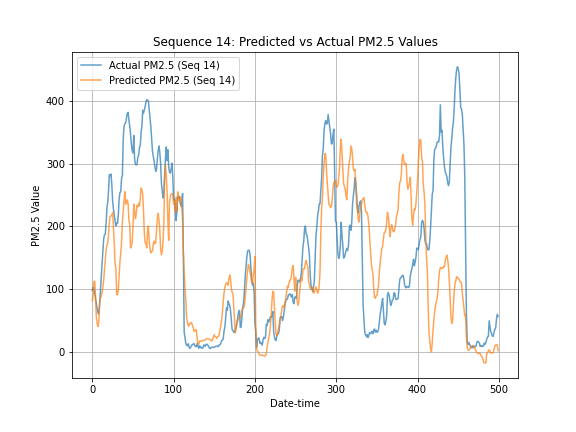 Sequence 14: Predicted vs Actual PM2.5 Values
Actual PM2.5 (Seq 14)
Predicted PM2.5 (Seq 14)
PM2.5 Value
400
300
200
100
0
0 100 200 300 400 500
Date-time